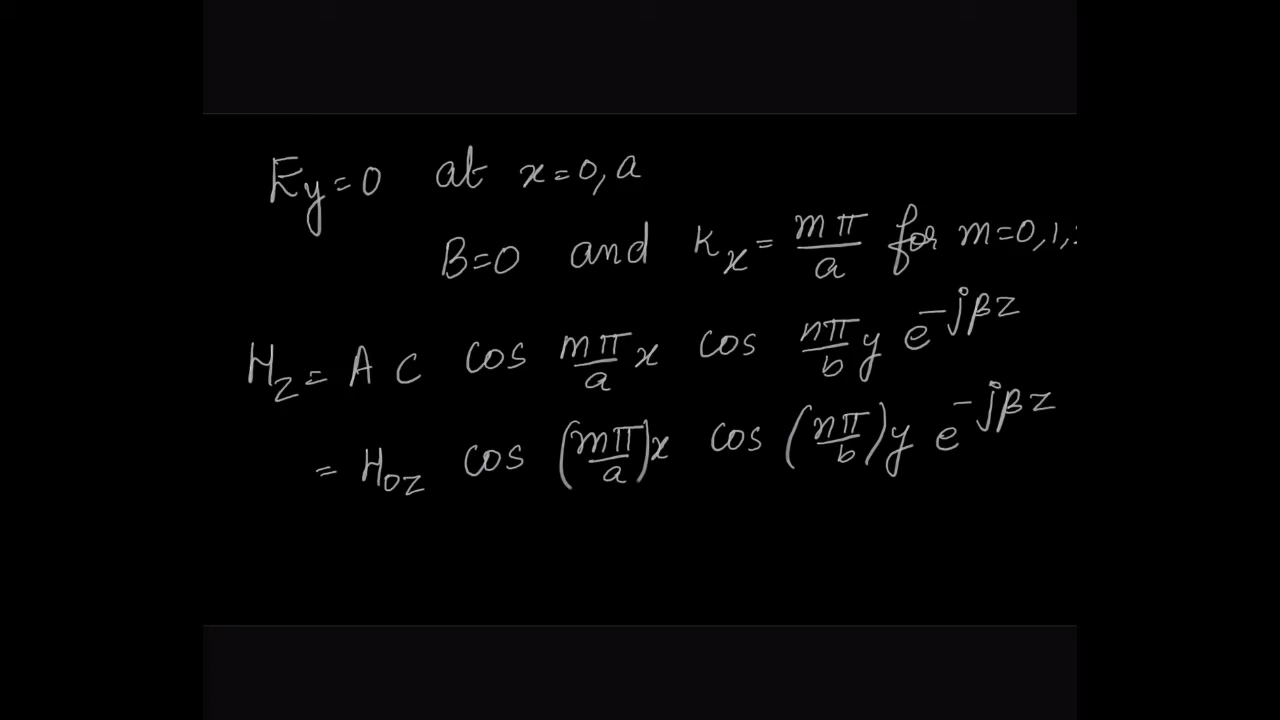 Ey=0 at x=0,a
B=0 and Kx = mπ/a for m=0,1,
Hz = A C cos mπ/a x cos nπ/b y e^-jβz
= H0z cos (mπ/a)x cos (nπ/b)y e^-jβz